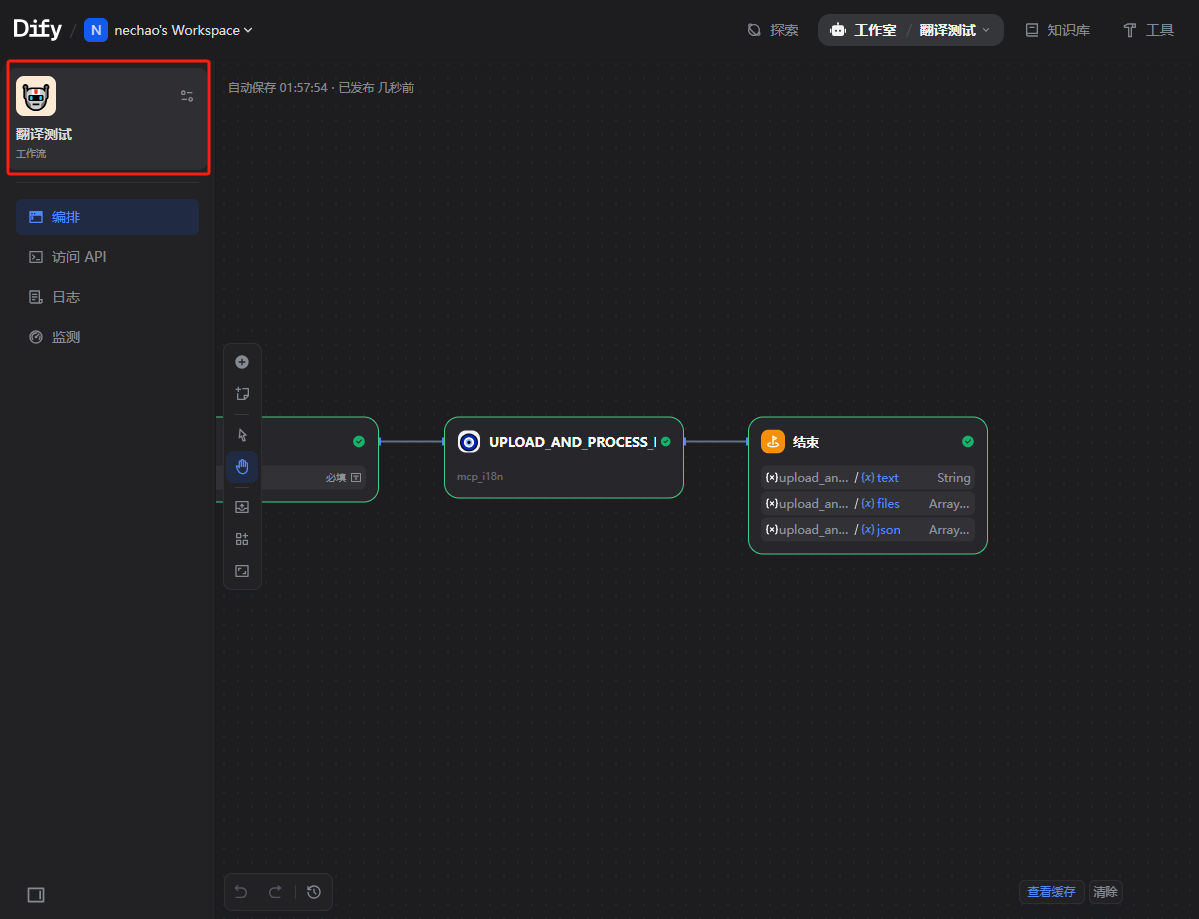 Dify / N nechao's Workspace
探索
工作室 / 翻译测试
知识库
工具
翻译测试
工作流
自动保存 01:57:54 · 已发布 几秒前
编排
访问 API
日志
监测
必填
UPLOAD_AND_PROCESS_
mcp_i18n
结束
{x}upload_an... / (x) text String
{x}upload_an... / (x) files Array...
{x}upload_an... / (x) json Array...
查看缓存
清除